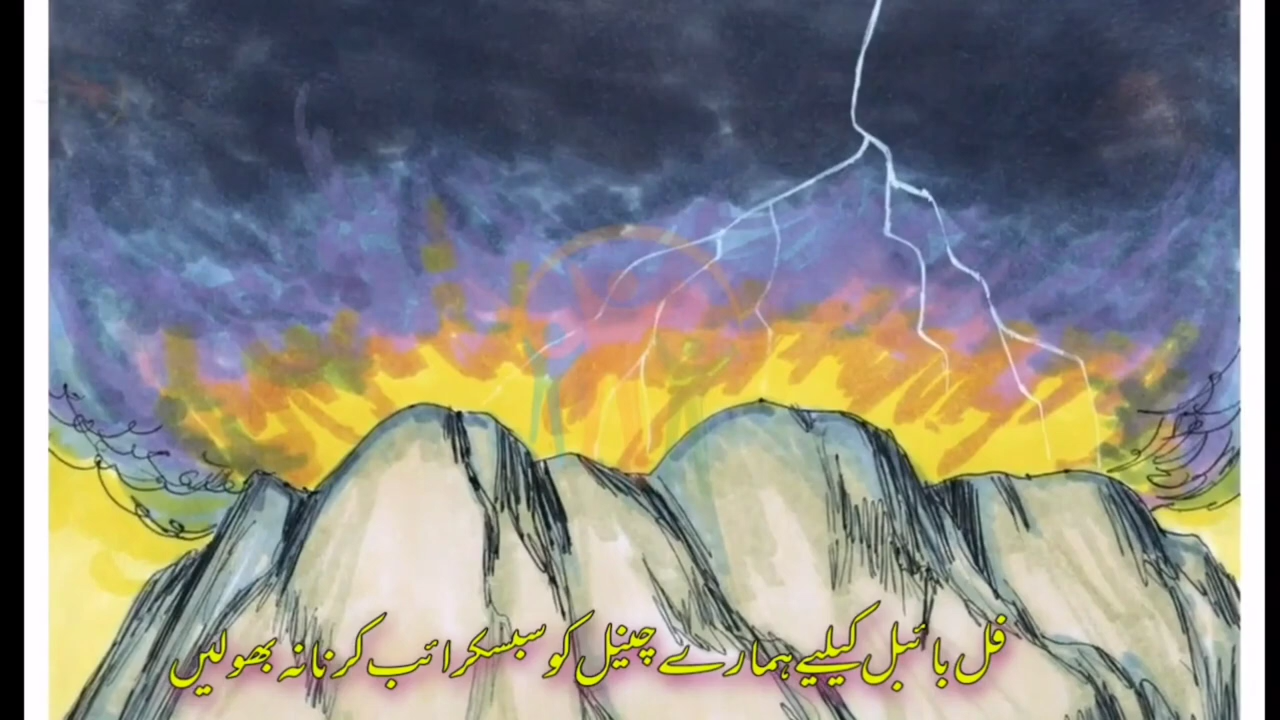 فل بائبل کیلیے ہمارے چینل کو سبسکرائب کرنا نہ بھولیں